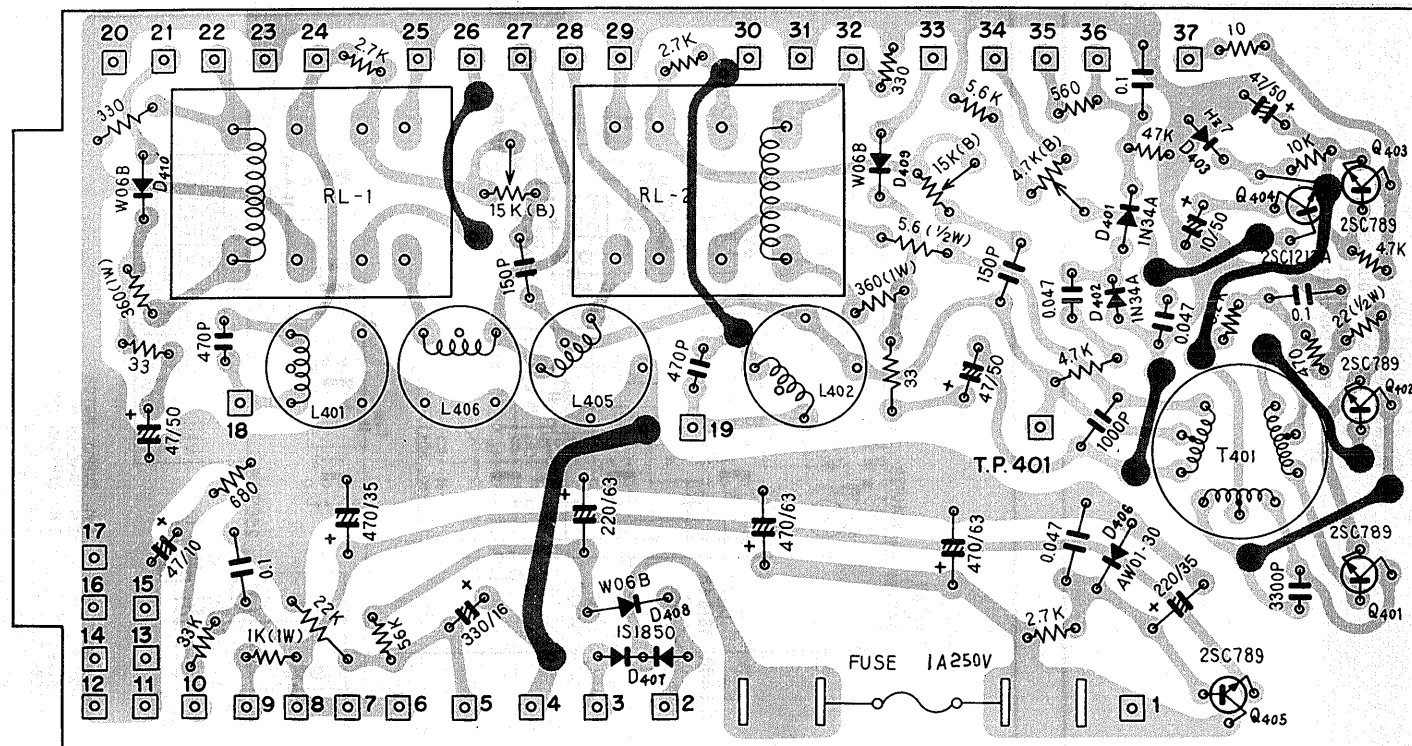 20 21 22 23 24 25 26 27 28 29 30 31 32 33 34 35 36 37
2.7K
2.7K
10
330
330
5.6K
560
0.1
47/50
Hz7
D403
10K
Q403
47K
W06B
D410
RL-1
15K(B)
RL-2
W06B
D409
15K(B)
4.7K(B)
D401
1N34A
10/50
Q404
2SC789
2SC1213A
4.7K
5.6(½W)
150P
150P
360(1W)
360(1W)
0.047
D402
1N34A
0.047
0.1
22(½W)
470P
33
470P
33
47/50
4.7K
470
2SC789
Q402
L401
L406
L405
L402
18
19
47/50
1000P
T.P.401
T401
680
470/35
220/63
470/63
470/63
0.047
D406
AW01-30
2SC789
17
47/10
0.1
220/35
3300P
Q401
16 15
W06B
D408
22K
56K
330/16
33K
1K(1W)
1S1850
D407
2.7K
14 13
FUSE 1A250V
2SC789
Q405
12 11 10 9 8 7 6 5 4 3 2 1